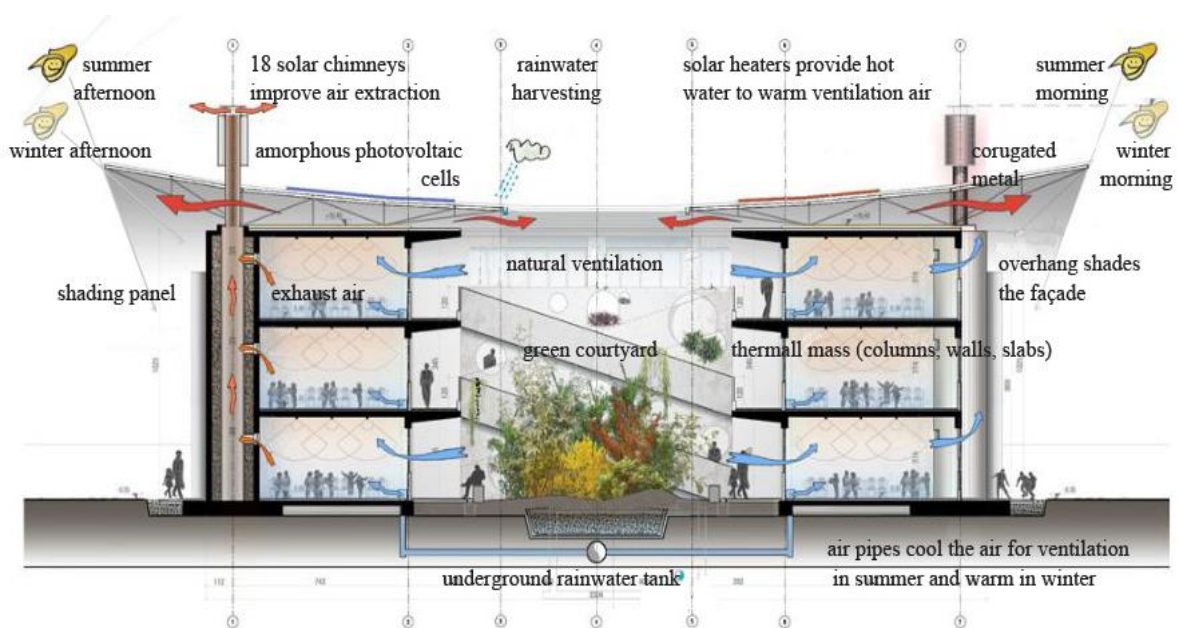 summer
afternoon
18 solar chimneys
improve air extraction
rainwater
harvesting
solar heaters provide hot
water to warm ventilation air
summer
morning
winter afternoon
amorphous photovoltaic
cells
corugated
metal
winter
morning
shading panel
exhaust air
natural ventilation
overhang shades
the façade
green courtyard
thermall mass (columns, walls, slabs)
air pipes cool the air for ventilation
in summer and warm in winter
underground rainwater tank